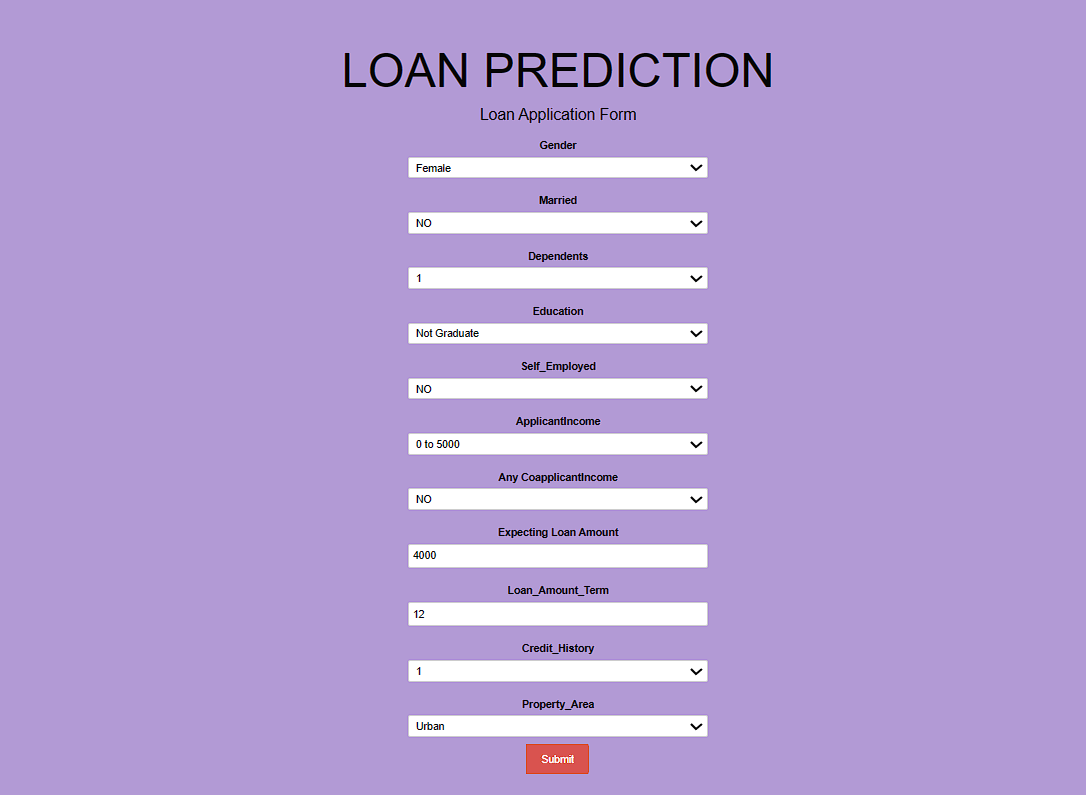 LOAN PREDICTION
Loan Application Form
Gender
Female
Married
NO
Dependents
1
Education
Not Graduate
Self_Employed
NO
ApplicantIncome
0 to 5000
Any CoapplicantIncome
NO
Expecting Loan Amount
4000
Loan_Amount_Term
12
Credit_History
1
Property_Area
Urban
Submit